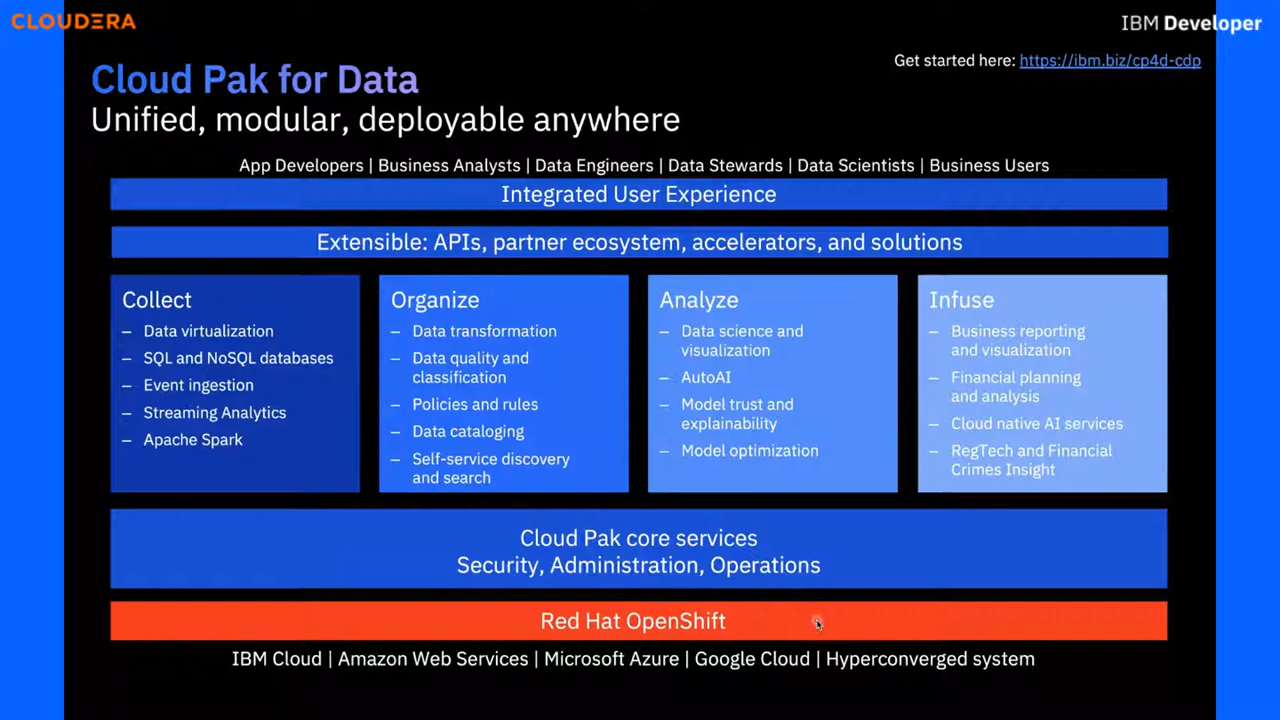 CLOUDERA
IBM Developer
Get started here: https://ibm.biz/cp4d-cdp
Cloud Pak for Data
Unified, modular, deployable anywhere
App Developers | Business Analysts | Data Engineers | Data Stewards | Data Scientists | Business Users
Integrated User Experience
Extensible: APIs, partner ecosystem, accelerators, and solutions
Collect
– Data virtualization
– SQL and NoSQL databases
– Event ingestion
– Streaming Analytics
– Apache Spark
Organize
– Data transformation
– Data quality and
classification
– Policies and rules
– Data cataloging
– Self-service discovery
and search
Analyze
– Data science and
visualization
– AutoAI
– Model trust and
explainability
– Model optimization
Infuse
– Business reporting
and visualization
– Financial planning
and analysis
– Cloud native AI services
– RegTech and Financial
Crimes Insight
Cloud Pak core services
Security, Administration, Operations
Red Hat OpenShift
IBM Cloud | Amazon Web Services | Microsoft Azure | Google Cloud | Hyperconverged system